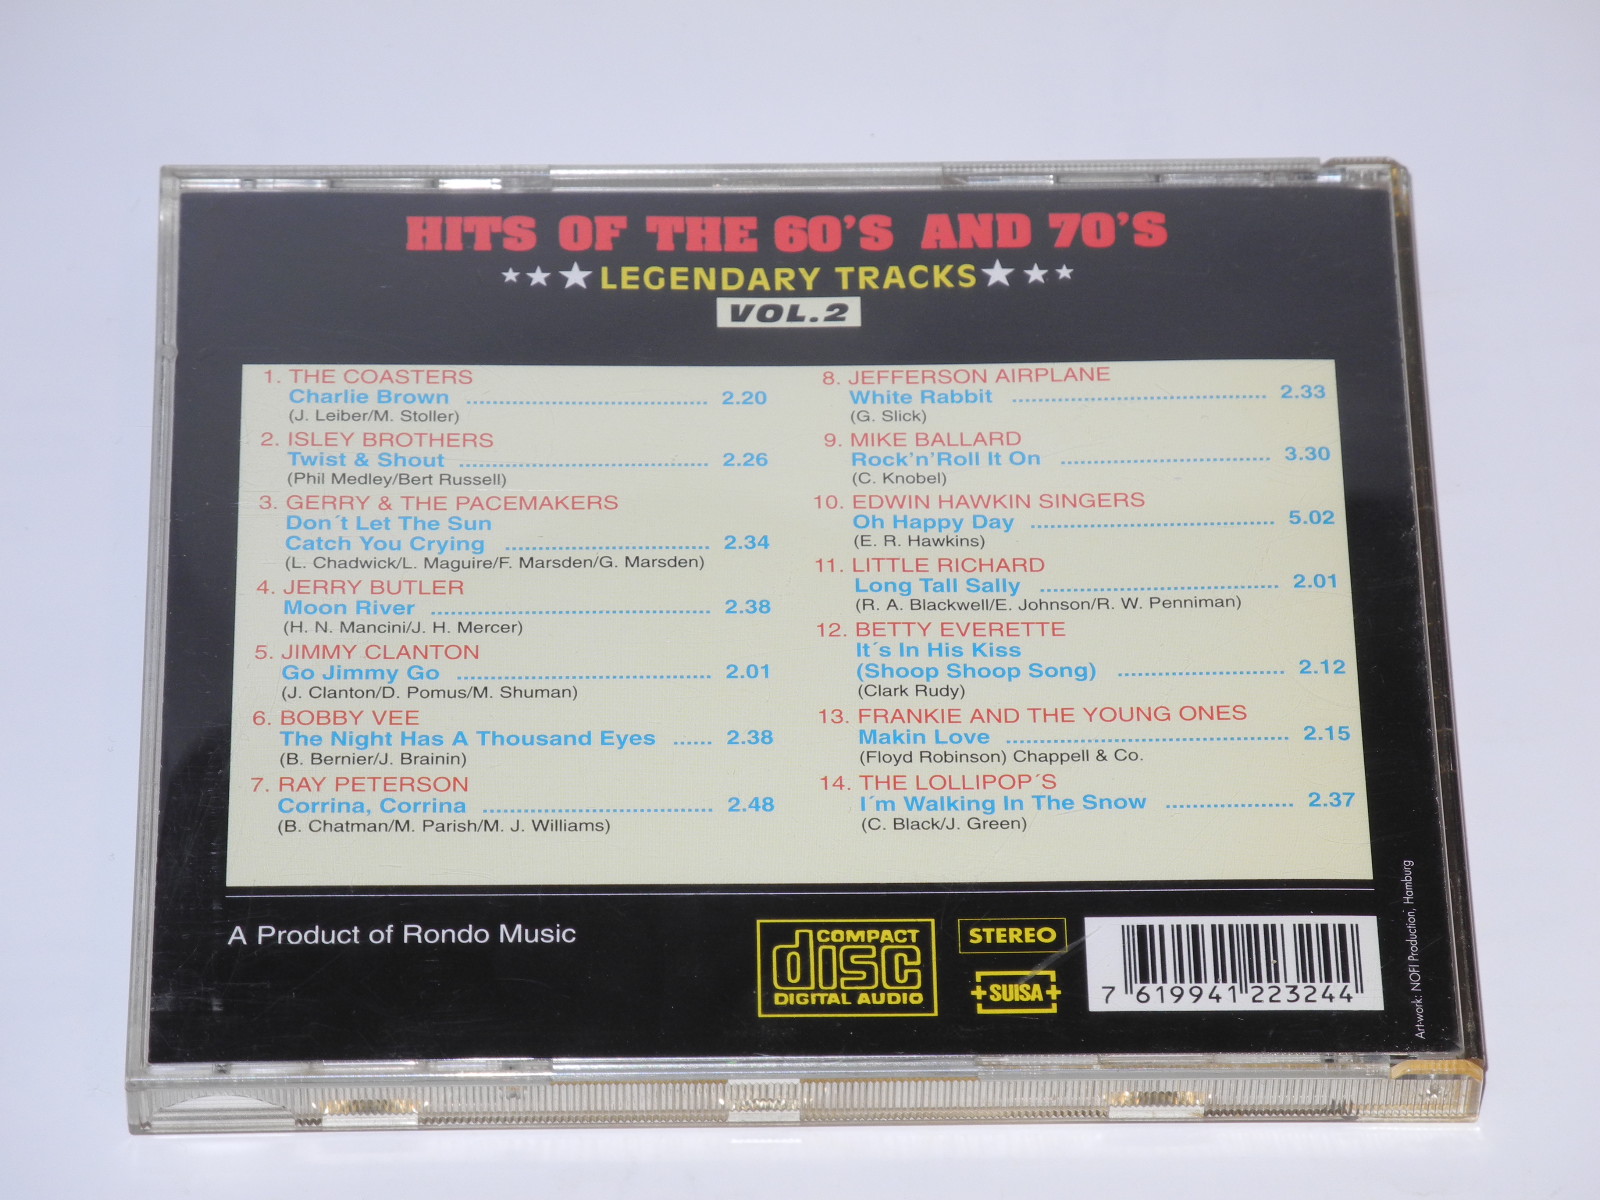 HITS OF THE 60'S AND 70'S
LEGENDARY TRACKS
VOL.2
1. THE COASTERS
Charlie Brown 2.20
(J. Leiber/M. Stoller)
2. ISLEY BROTHERS
Twist & Shout 2.26
(Phil Medley/Bert Russell)
3. GERRY & THE PACEMAKERS
Don´t Let The Sun
Catch You Crying 2.34
(L. Chadwick/L. Maguire/F. Marsden/G. Marsden)
4. JERRY BUTLER
Moon River 2.38
(H. N. Mancini/J. H. Mercer)
5. JIMMY CLANTON
Go Jimmy Go 2.01
(J. Clanton/D. Pomus/M. Shuman)
6. BOBBY VEE
The Night Has A Thousand Eyes 2.38
(B. Bernier/J. Brainin)
7. RAY PETERSON
Corrina, Corrina 2.48
(B. Chatman/M. Parish/M. J. Williams)
8. JEFFERSON AIRPLANE
White Rabbit 2.33
(G. Slick)
9. MIKE BALLARD
Rock'n'Roll It On 3.30
(C. Knobel)
10. EDWIN HAWKIN SINGERS
Oh Happy Day 5.02
(E. R. Hawkins)
11. LITTLE RICHARD
Long Tall Sally 2.01
(R. A. Blackwell/E. Johnson/R. W. Penniman)
12. BETTY EVERETTE
It´s In His Kiss
(Shoop Shoop Song) 2.12
(Clark Rudy)
13. FRANKIE AND THE YOUNG ONES
Makin Love 2.15
(Floyd Robinson) Chappell & Co.
14. THE LOLLIPOP´S
I´m Walking In The Snow 2.37
(C. Black/J. Green)
A Product of Rondo Music
COMPACT
disc
DIGITAL AUDIO
STEREO
SUISA
7 619941 223244
Art-work: NOFI Production, Hamburg